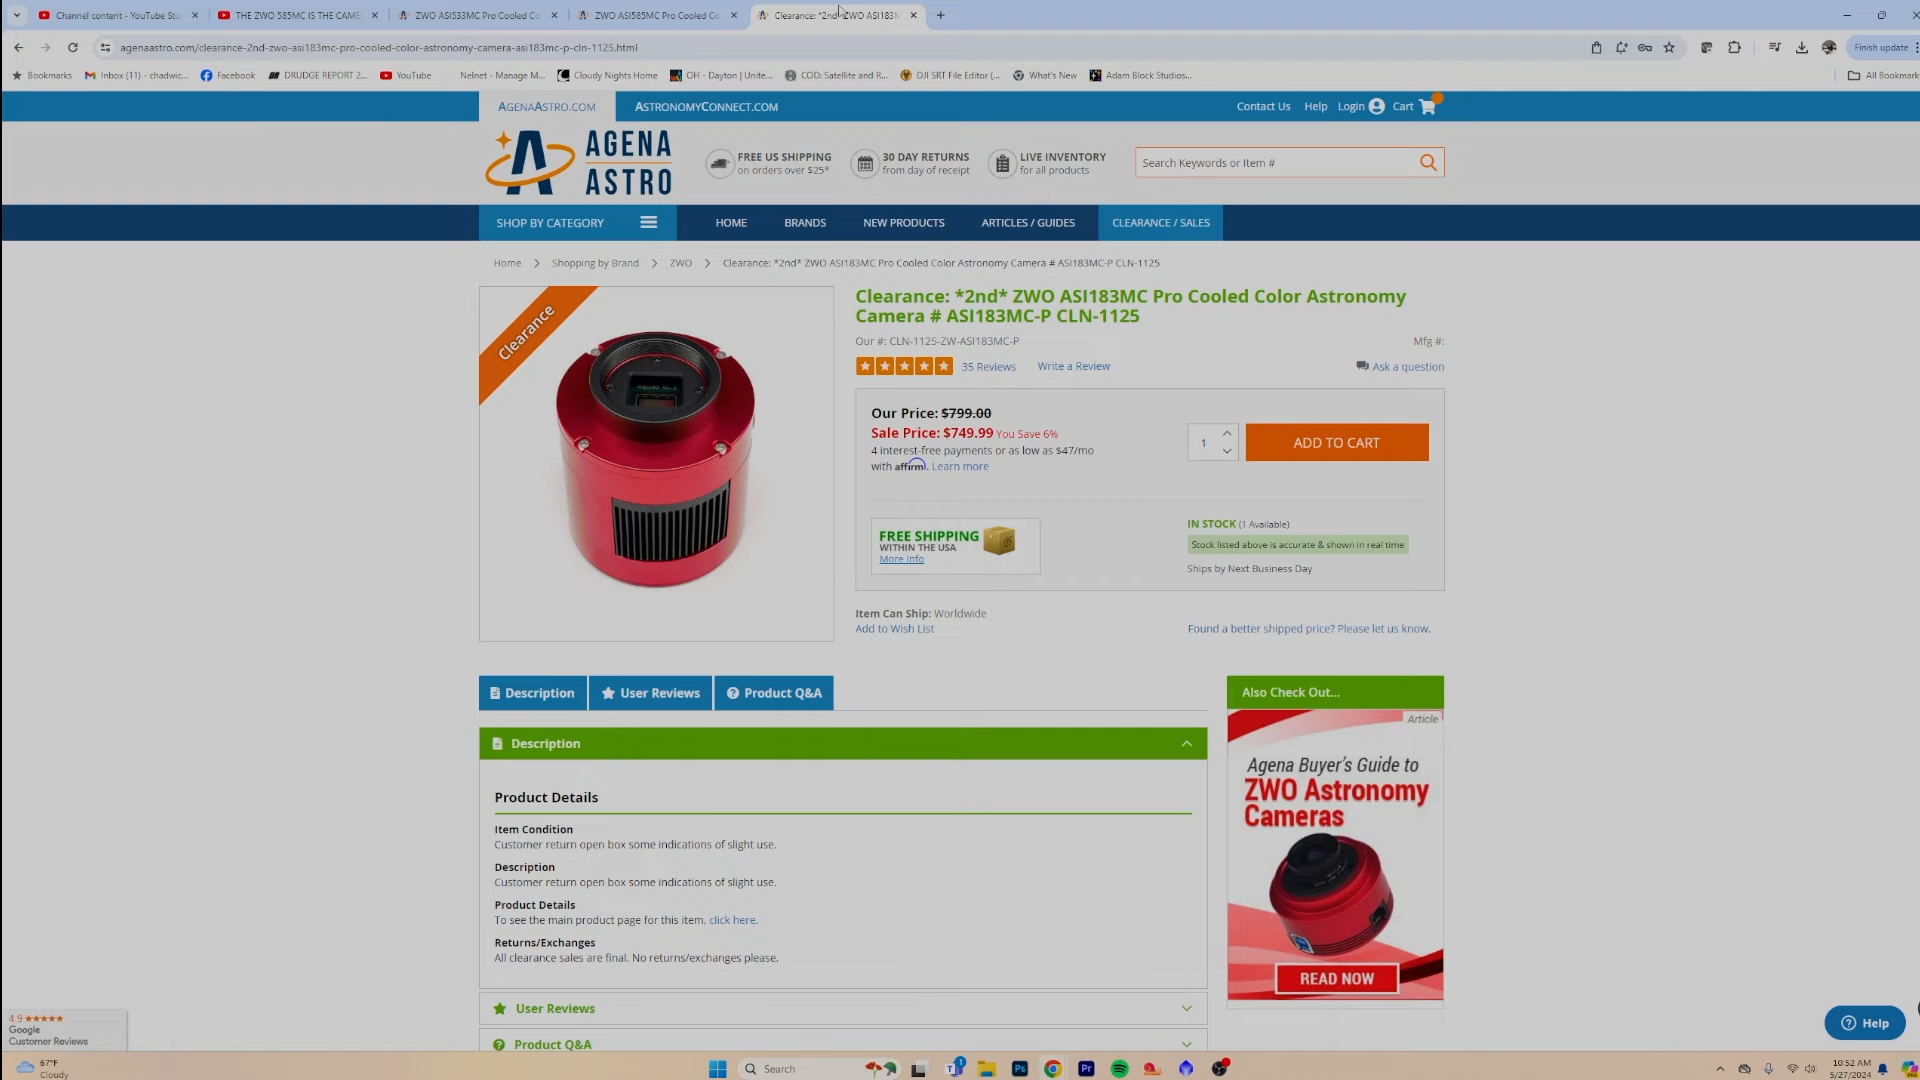 Channel content - YouTube Stu
THE ZWO 585MC IS THE CAME
ZWO ASI533MC Pro Cooled Co
ZWO ASI585MC Pro Cooled Co
Clearance: *2nd* ZWO ASI183M
agenaastro.com/clearance-2nd-zwo-asi183mc-pro-cooled-color-astronomy-camera-asi183mc-p-cln-1125.html
Finish update
Bookmarks
Inbox (11) - chadwic...
Facebook
DRUDGE REPORT 2...
YouTube
Nelnet - Manage M...
Cloudy Nights Home
OH - Dayton | Unite...
COD: Satellite and R...
DJI SRT File Editor (...
What's New
Adam Block Studios...
All Bookmark
AGENAASTRO.COM
ASTRONOMYCONNECT.COM
Contact Us Help Login Cart
AGENA
ASTRO
FREE US SHIPPING
on orders over $25*
30 DAY RETURNS
from day of receipt
LIVE INVENTORY
for all products
Search Keywords or Item #
SHOP BY CATEGORY
HOME
BRANDS
NEW PRODUCTS
ARTICLES / GUIDES
CLEARANCE / SALES
Home > Shopping by Brand > ZWO > Clearance: *2nd* ZWO ASI183MC Pro Cooled Color Astronomy Camera # ASI183MC-P CLN-1125
Clearance
Clearance: *2nd* ZWO ASI183MC Pro Cooled Color Astronomy
Camera # ASI183MC-P CLN-1125
Our #: CLN-1125-ZW-ASI183MC-P
Mfg #:
35 Reviews Write a Review
Ask a question
Our Price: $799.00
Sale Price: $749.99 You Save 6%
4 interest-free payments or as low as $47/mo
with affirm. Learn more
1
ADD TO CART
FREE SHIPPING
WITHIN THE USA
More Info
IN STOCK (1 Available)
Stock listed above is accurate & shown in real time
Ships by Next Business Day
Item Can Ship: Worldwide
Add to Wish List
Found a better shipped price? Please let us know.
Description
User Reviews
Product Q&A
Also Check Out...
Description
Product Details
Item Condition
Customer return open box some indications of slight use.
Description
Customer return open box some indications of slight use.
Product Details
To see the main product page for this item, click here.
Returns/Exchanges
All clearance sales are final. No returns/exchanges please.
Article
Agena Buyer's Guide to
ZWO Astronomy
Cameras
READ NOW
User Reviews
Product Q&A
4.9
Google
Customer Reviews
Help
67°F
Cloudy
Search
1
10:52 AM
5/27/2024